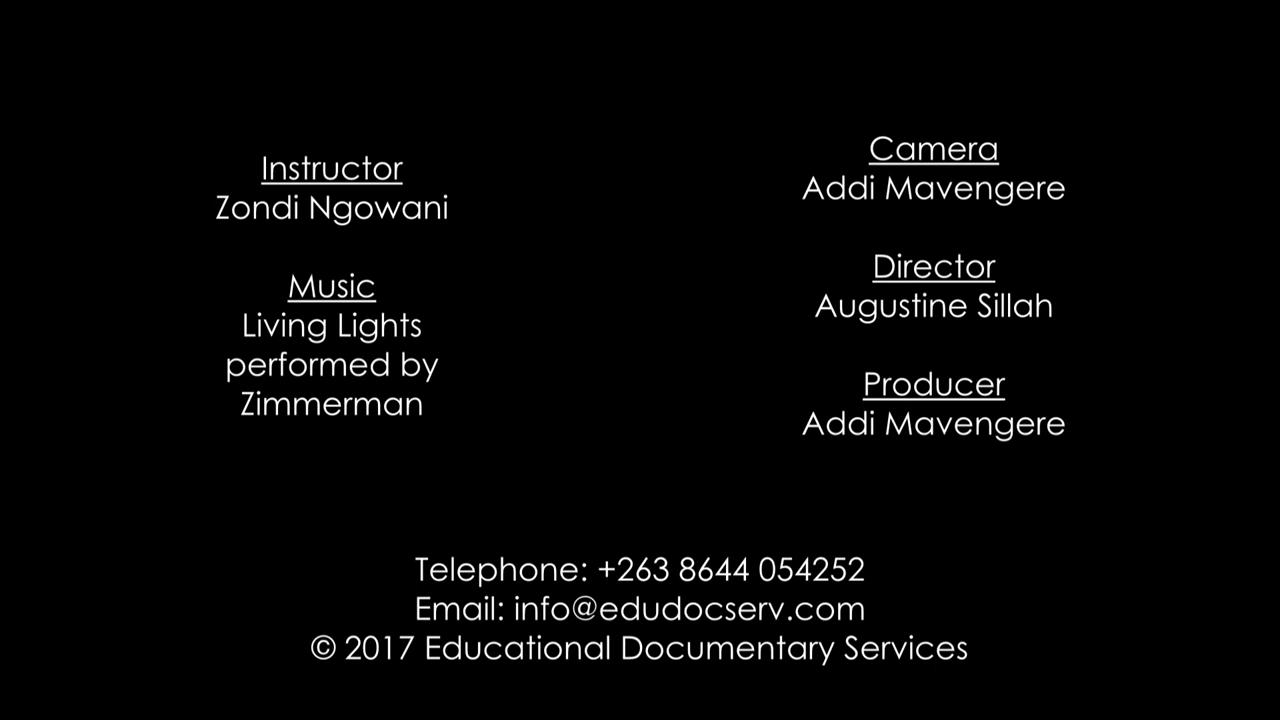 Instructor
Zondi Ngowani
Music
Living Lights
performed by
Zimmerman
Camera
Addi Mavengere
Director
Augustine Sillah
Producer
Addi Mavengere
Telephone: +263 8644 054252
Email: info@edudocserv.com
© 2017 Educational Documentary Services